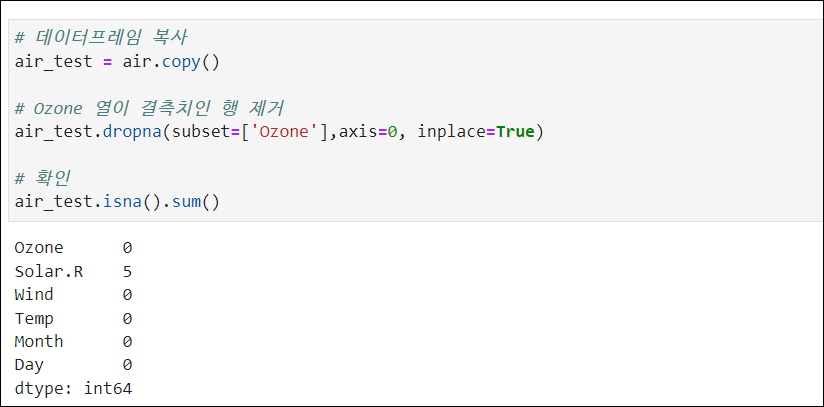 # 데이터프레임 복사
air_test = air.copy()
# Ozone 열이 결측치인 행 제거
air_test.dropna(subset=['Ozone'],axis=0, inplace=True)
# 확인
air_test.isna().sum()
Ozone      0
Solar.R    5
Wind       0
Temp       0
Month      0
Day        0
dtype: int64